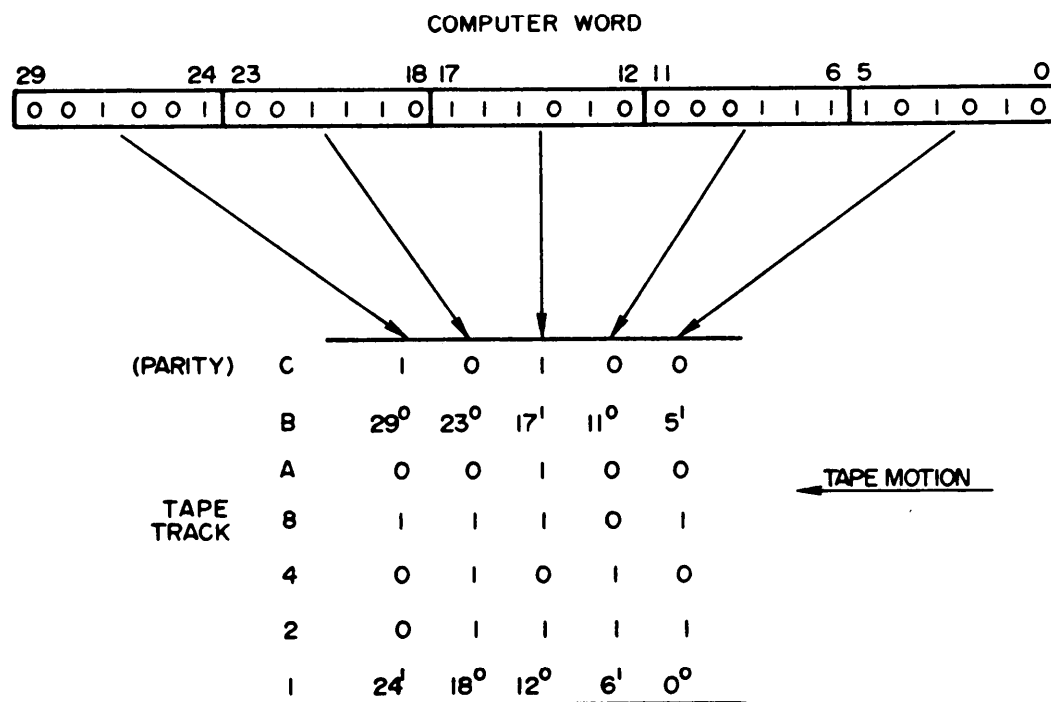 COMPUTER WORD
29 24 23 18 17 12 11 6 5 0
0 0 1 0 0 1 0 0 1 1 1 0 1 1 1 0 1 0 0 0 0 1 1 1 1 0 1 0 1 0
(PARITY) C 1 0 1 0 0
B 29⁰ 23⁰ 17¹ 11⁰ 5¹
A 0 0 1 0 0
TAPE MOTION
TAPE TRACK 8 1 1 1 0 1
4 0 1 0 1 0
2 0 1 1 1 1
1 24¹ 18⁰ 12⁰ 6¹ 0⁰